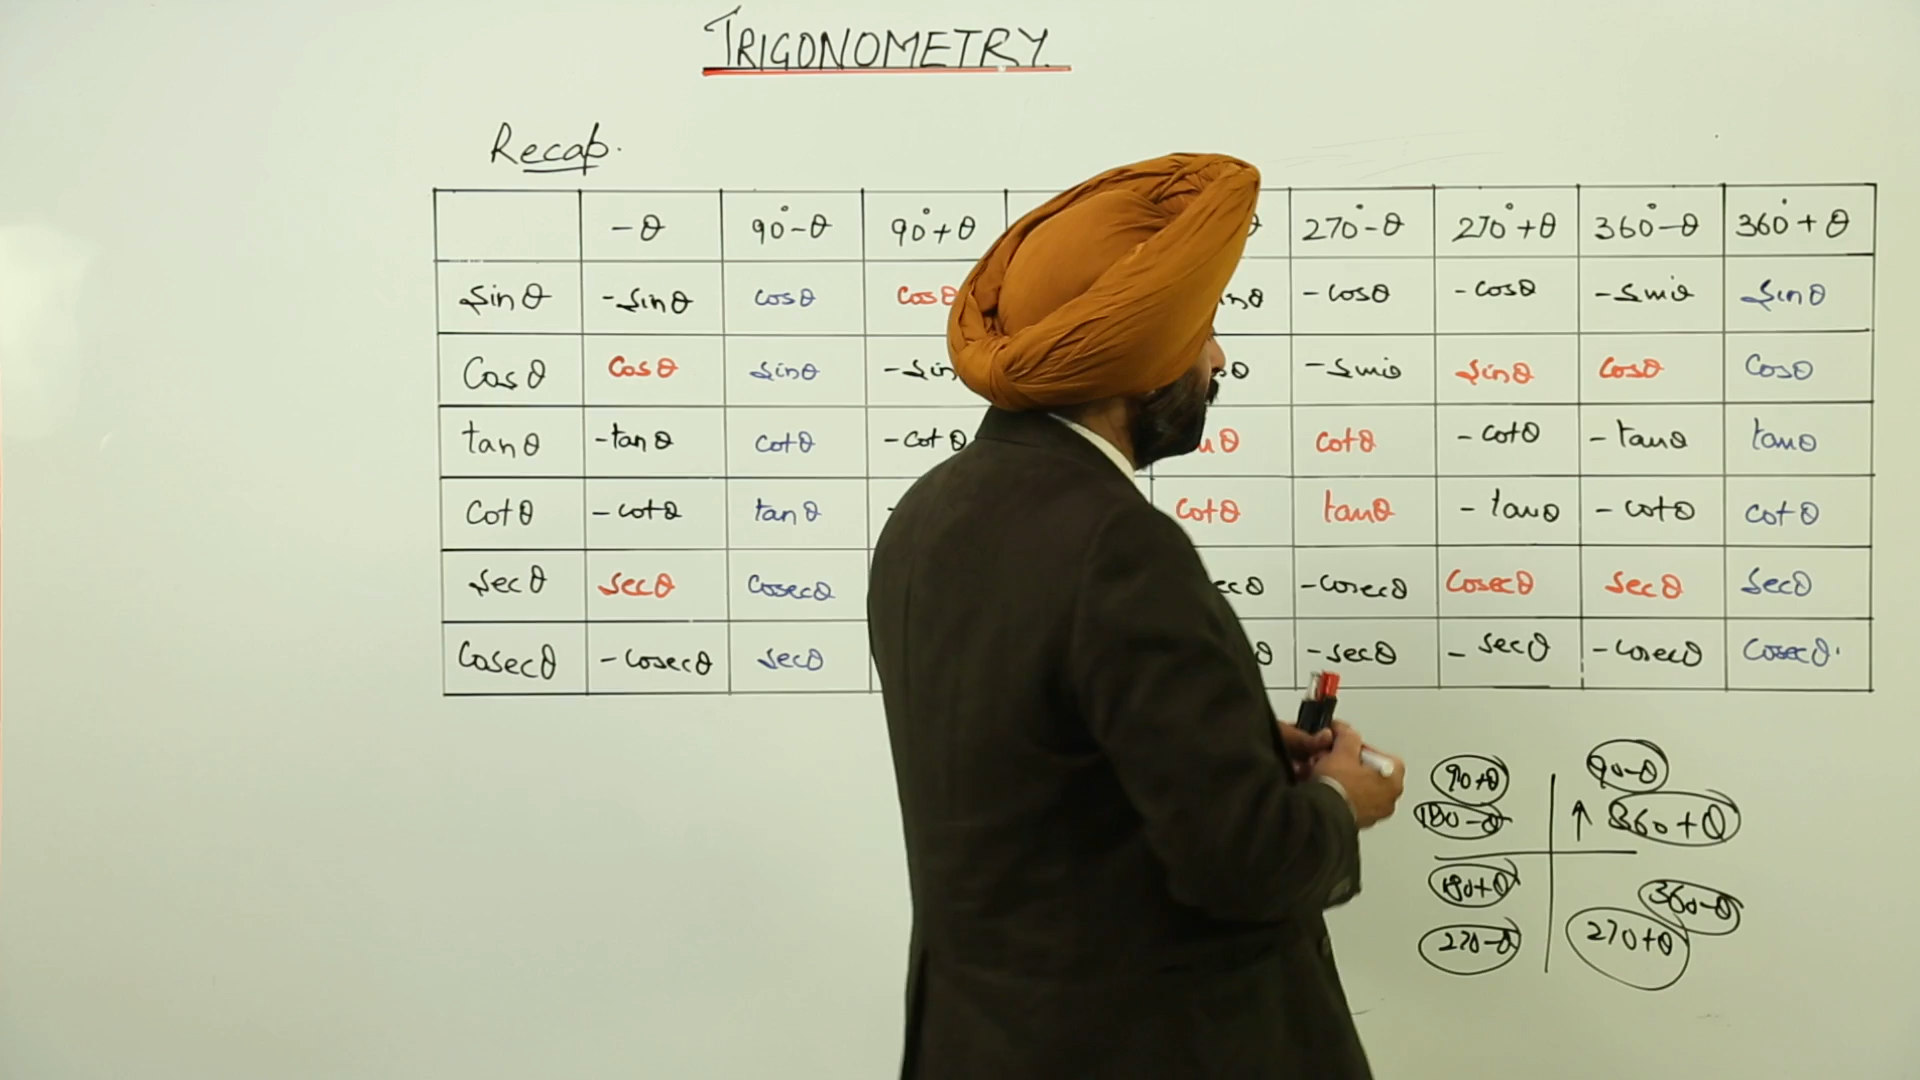 TRIGONOMETRY
Recap.
-θ 90°-θ 90°+θ 270°-θ 270°+θ 360°-θ 360°+θ
sinθ -sinθ cosθ cosθ -cosθ -cosθ -sinθ sinθ
Cosθ Cosθ sinθ -sin -sinθ sinθ cosθ cosθ
tanθ -tanθ cotθ -cotθ cotθ -cotθ -tanθ tanθ
Cotθ -cotθ tanθ cotθ tanθ -tanθ -cotθ cotθ
secθ secθ cosecθ -cosecθ cosecθ secθ secθ
Cosecθ -cosecθ secθ -secθ -secθ -cosecθ cosecθ.
90+θ 90-θ
180-θ ↑ 360+θ
180+θ 360-θ
270-θ 270+θ